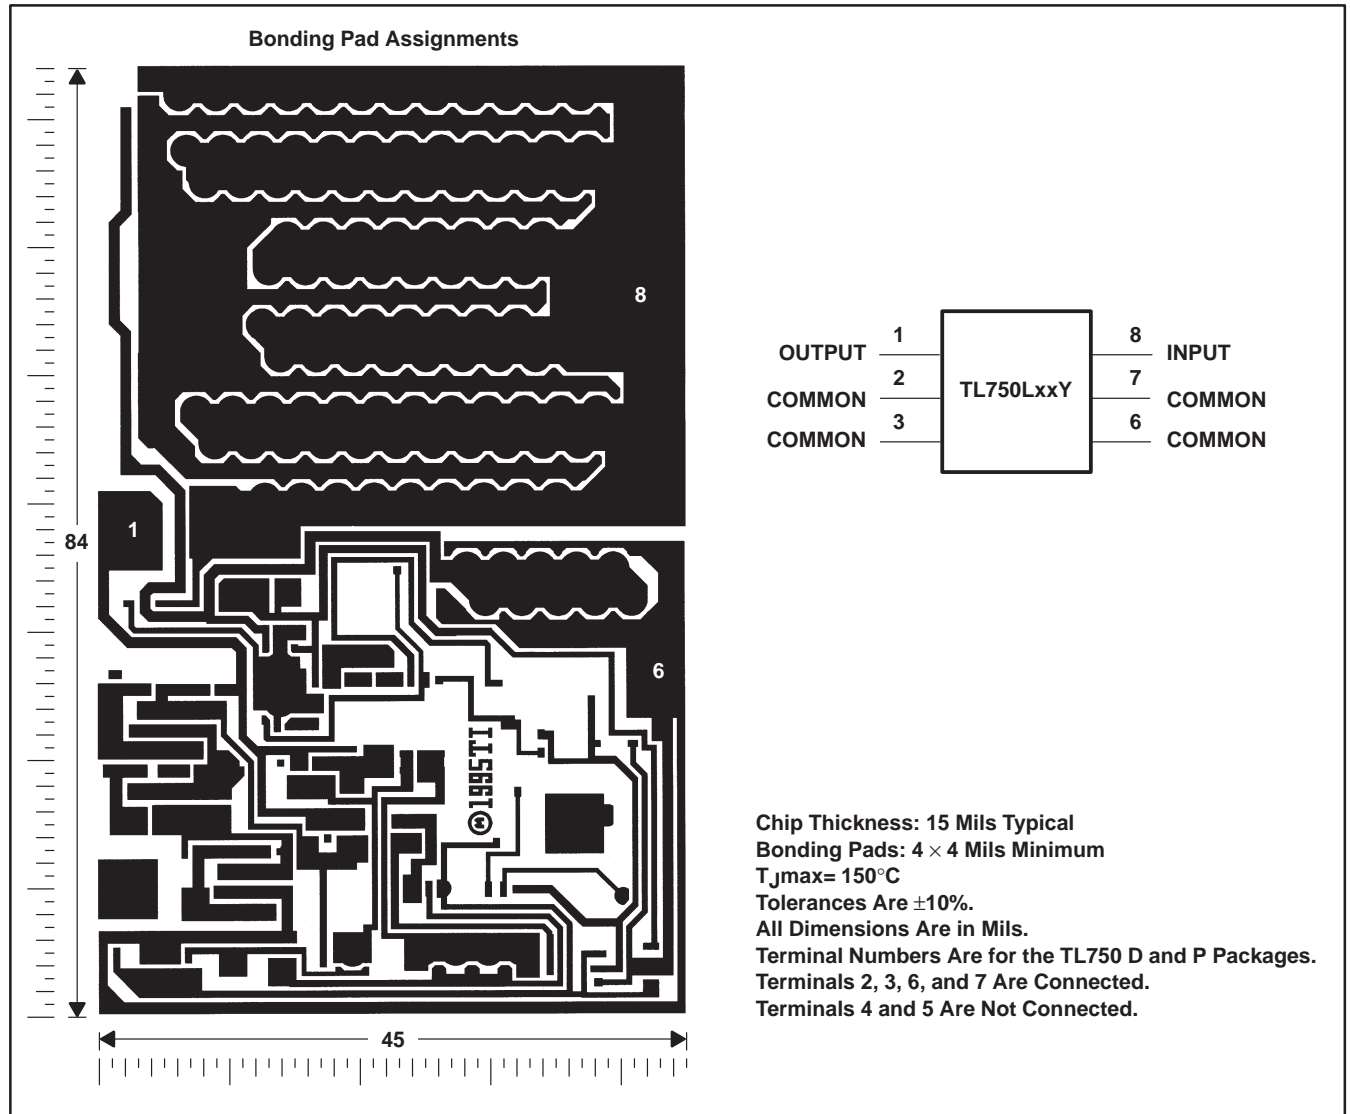 Bonding Pad Assignments
8
1
84
6
©1995TI
45
1
8
OUTPUT
INPUT
2
7
TL750LxxY
COMMON
COMMON
3
6
COMMON
COMMON
Chip Thickness: 15 Mils Typical
Bonding Pads: 4 × 4 Mils Minimum
TJmax= 150°C
Tolerances Are ±10%.
All Dimensions Are in Mils.
Terminal Numbers Are for the TL750 D and P Packages.
Terminals 2, 3, 6, and 7 Are Connected.
Terminals 4 and 5 Are Not Connected.